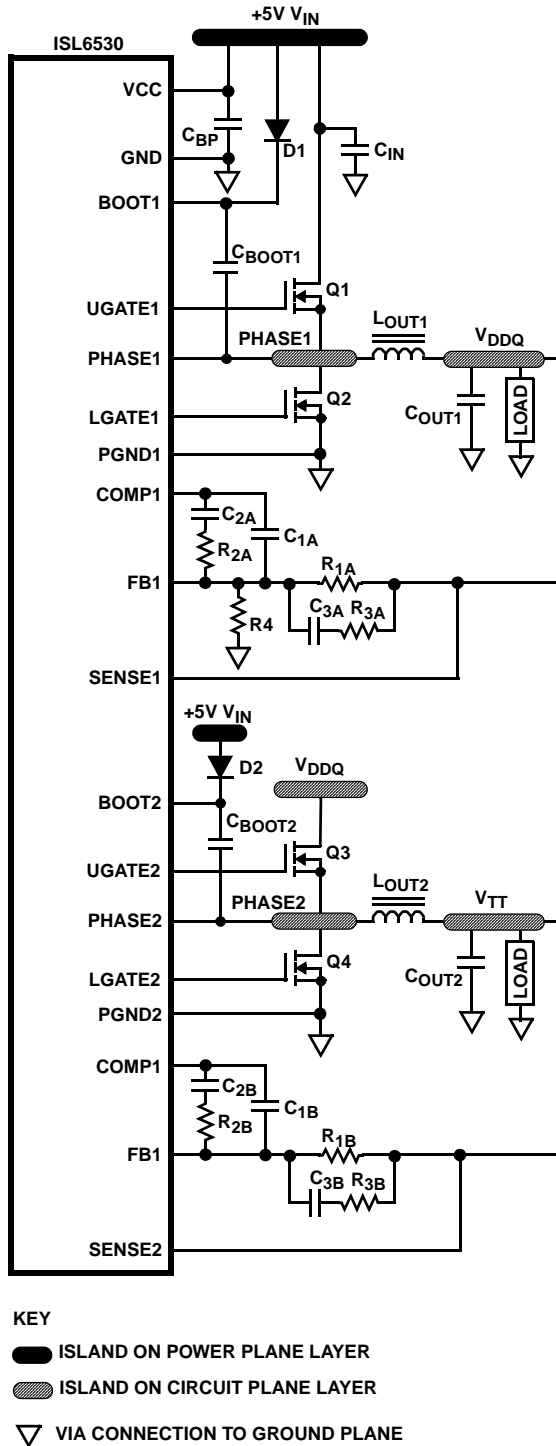 +5V VIN
ISL6530
VCC
CBP
D1
CIN
GND
BOOT1
CBOOT1
Q1
UGATE1
LOUT1
PHASE1
VDDQ
PHASE1
Q2
COUT1
LOAD
LGATE1
PGND1
COMP1
C2A
C1A
R2A
R1A
FB1
C3A
R3A
R4
SENSE1
+5V VIN
D2
VDDQ
BOOT2
CBOOT2
Q3
UGATE2
LOUT2
PHASE2
VTT
PHASE2
Q4
COUT2
LOAD
LGATE2
PGND2
COMP1
C2B
C1B
R2B
R1B
FB1
C3B
R3B
SENSE2
KEY
ISLAND ON POWER PLANE LAYER
ISLAND ON CIRCUIT PLANE LAYER
VIA CONNECTION TO GROUND PLANE